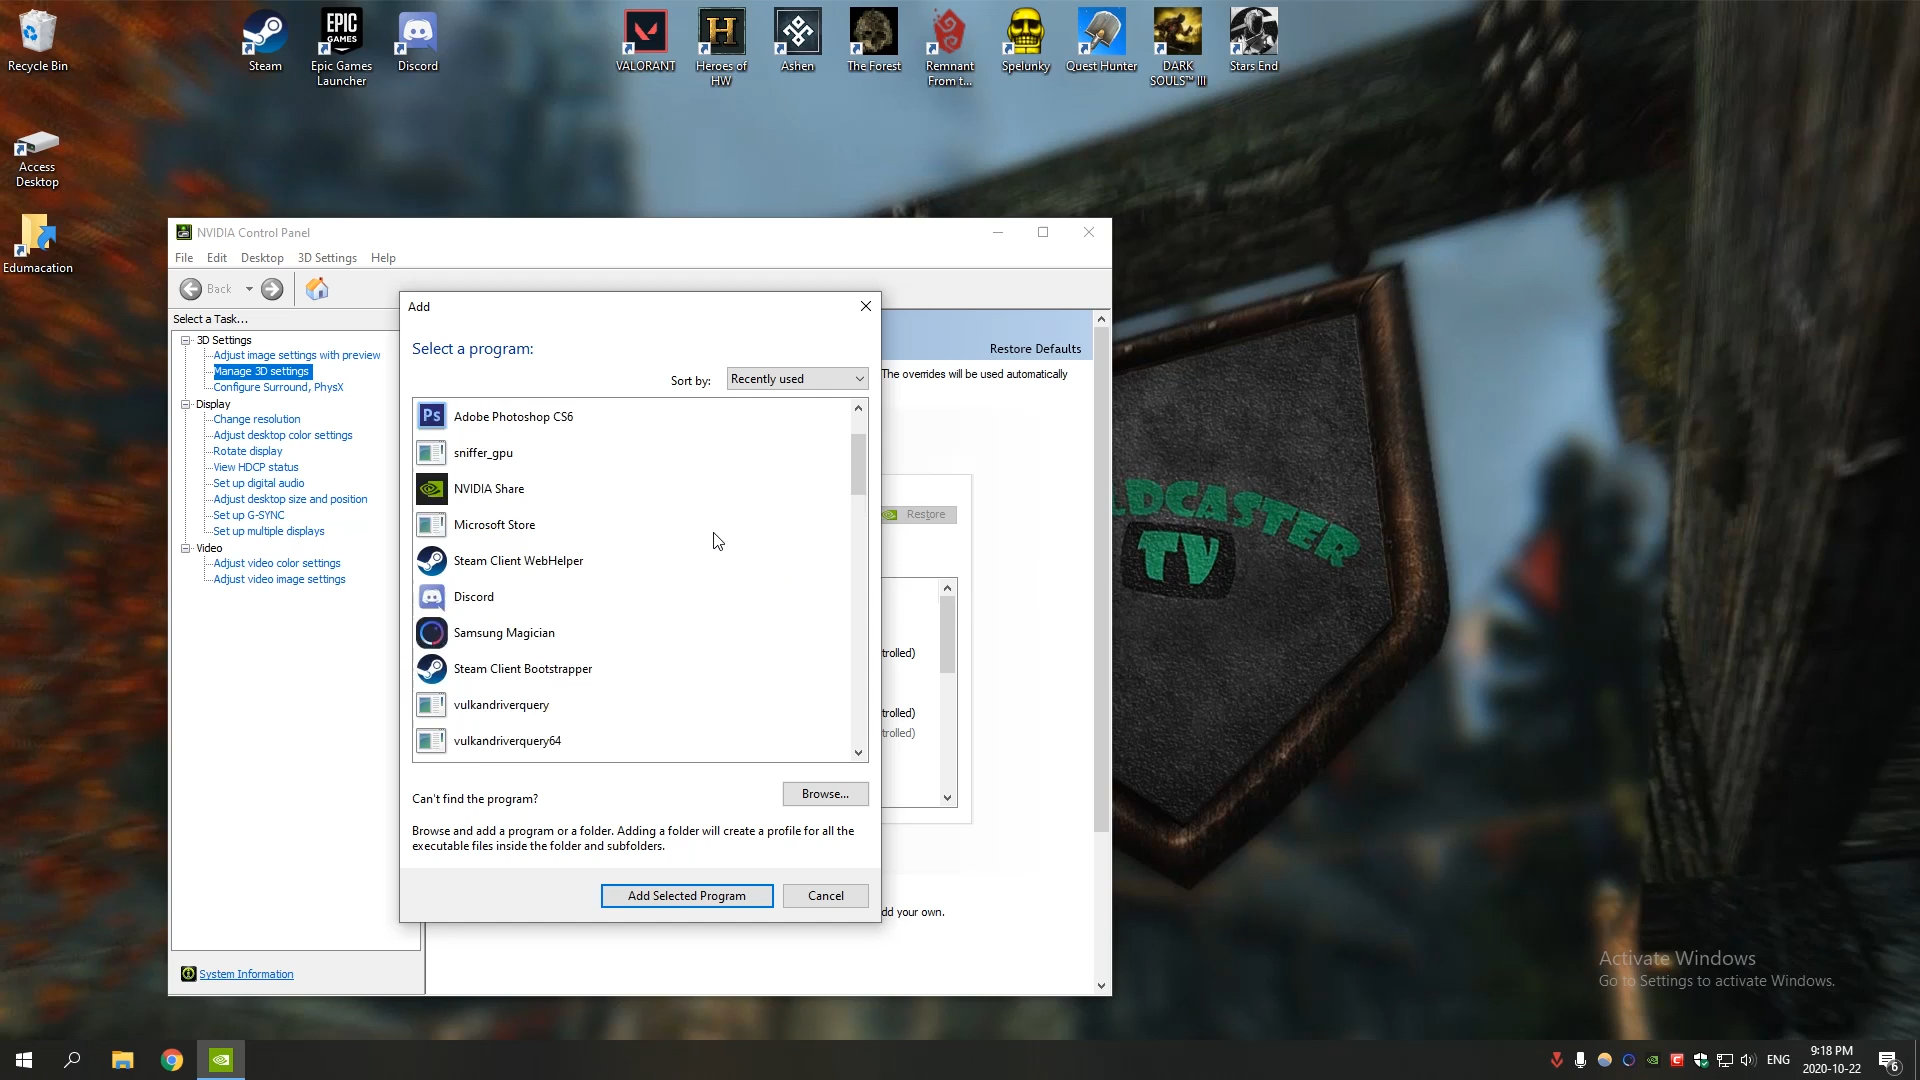 Recycle Bin
Steam
EPIC
GAMES
Epic Games
Launcher
Discord
VALORANT
H
Heroes of
HW
Ashen
The Forest
Remnant
From t...
Spelunky
Quest Hunter
DARK
SOULS™ III
Stars End
Access
Desktop
Edumacation
NVIDIA Control Panel
File Edit Desktop 3D Settings Help
Back
Select a Task...
3D Settings
Adjust image settings with preview
Manage 3D settings
Configure Surround, PhysX
Display
Change resolution
Adjust desktop color settings
Rotate display
View HDCP status
Set up digital audio
Adjust desktop size and position
Set up G-SYNC
Set up multiple displays
Video
Adjust video color settings
Adjust video image settings
System Information
Add
Select a program:
Sort by: Recently used
Ps Adobe Photoshop CS6
sniffer_gpu
NVIDIA Share
Microsoft Store
Steam Client WebHelper
Discord
Samsung Magician
Steam Client Bootstrapper
vulkandriverquery
vulkandriverquery64
Can't find the program?
Browse...
Browse and add a program or a folder. Adding a folder will create a profile for all the
executable files inside the folder and subfolders.
Add Selected Program
Cancel
Restore Defaults
The overrides will be used automatically
Restore
trolled)
trolled)
trolled)
dd your own.
LDCASTER
TV
Activate Windows
Go to Settings to activate Windows.
ENG
9:18 PM
2020-10-22
6